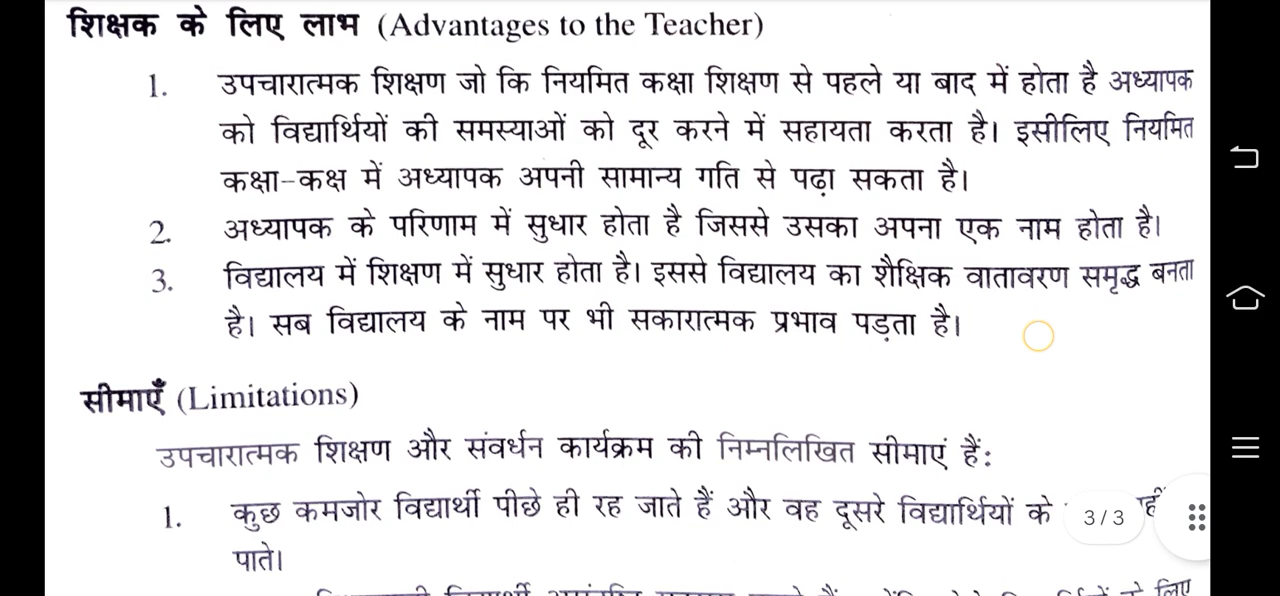 शिक्षक के लिए लाभ (Advantages to the Teacher)
1. उपचारात्मक शिक्षण जो कि नियमित कक्षा शिक्षण से पहले या बाद में होता है अध्यापक
को विद्यार्थियों की समस्याओं को दूर करने में सहायता करता है। इसीलिए नियमित
कक्षा-कक्ष में अध्यापक अपनी सामान्य गति से पढ़ा सकता है।
2. अध्यापक के परिणाम में सुधार होता है जिससे उसका अपना एक नाम होता है।
3. विद्यालय में शिक्षण में सुधार होता है। इससे विद्यालय का शैक्षिक वातावरण समृद्ध बनता
है। सब विद्यालय के नाम पर भी सकारात्मक प्रभाव पड़ता है।
सीमाएँ (Limitations)
उपचारात्मक शिक्षण और संवर्धन कार्यक्रम की निम्नलिखित सीमाएं हैं:
1. कुछ कमजोर विद्यार्थी पीछे ही रह जाते हैं और वह दूसरे विद्यार्थियों के
3/3
पाते।